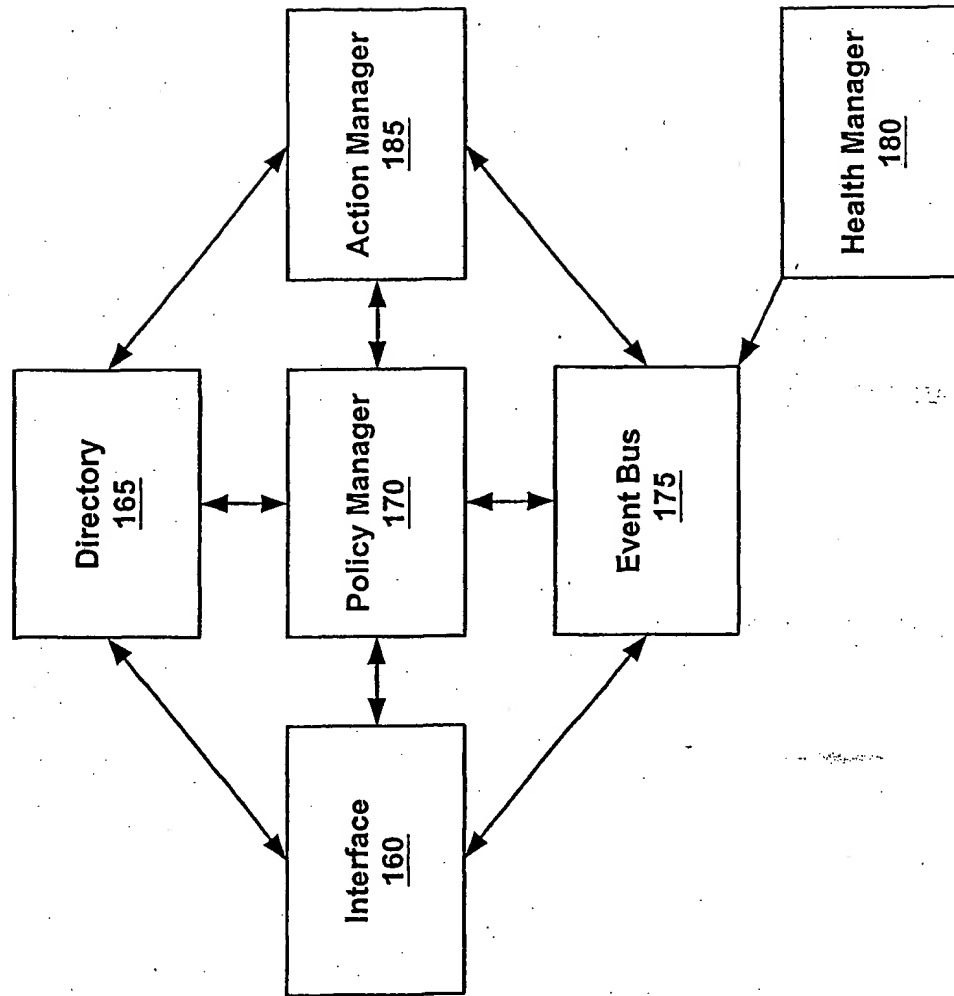 Directory
165
Interface
160
Policy Manager
170
Action Manager
185
Event Bus
175
Health Manager
180